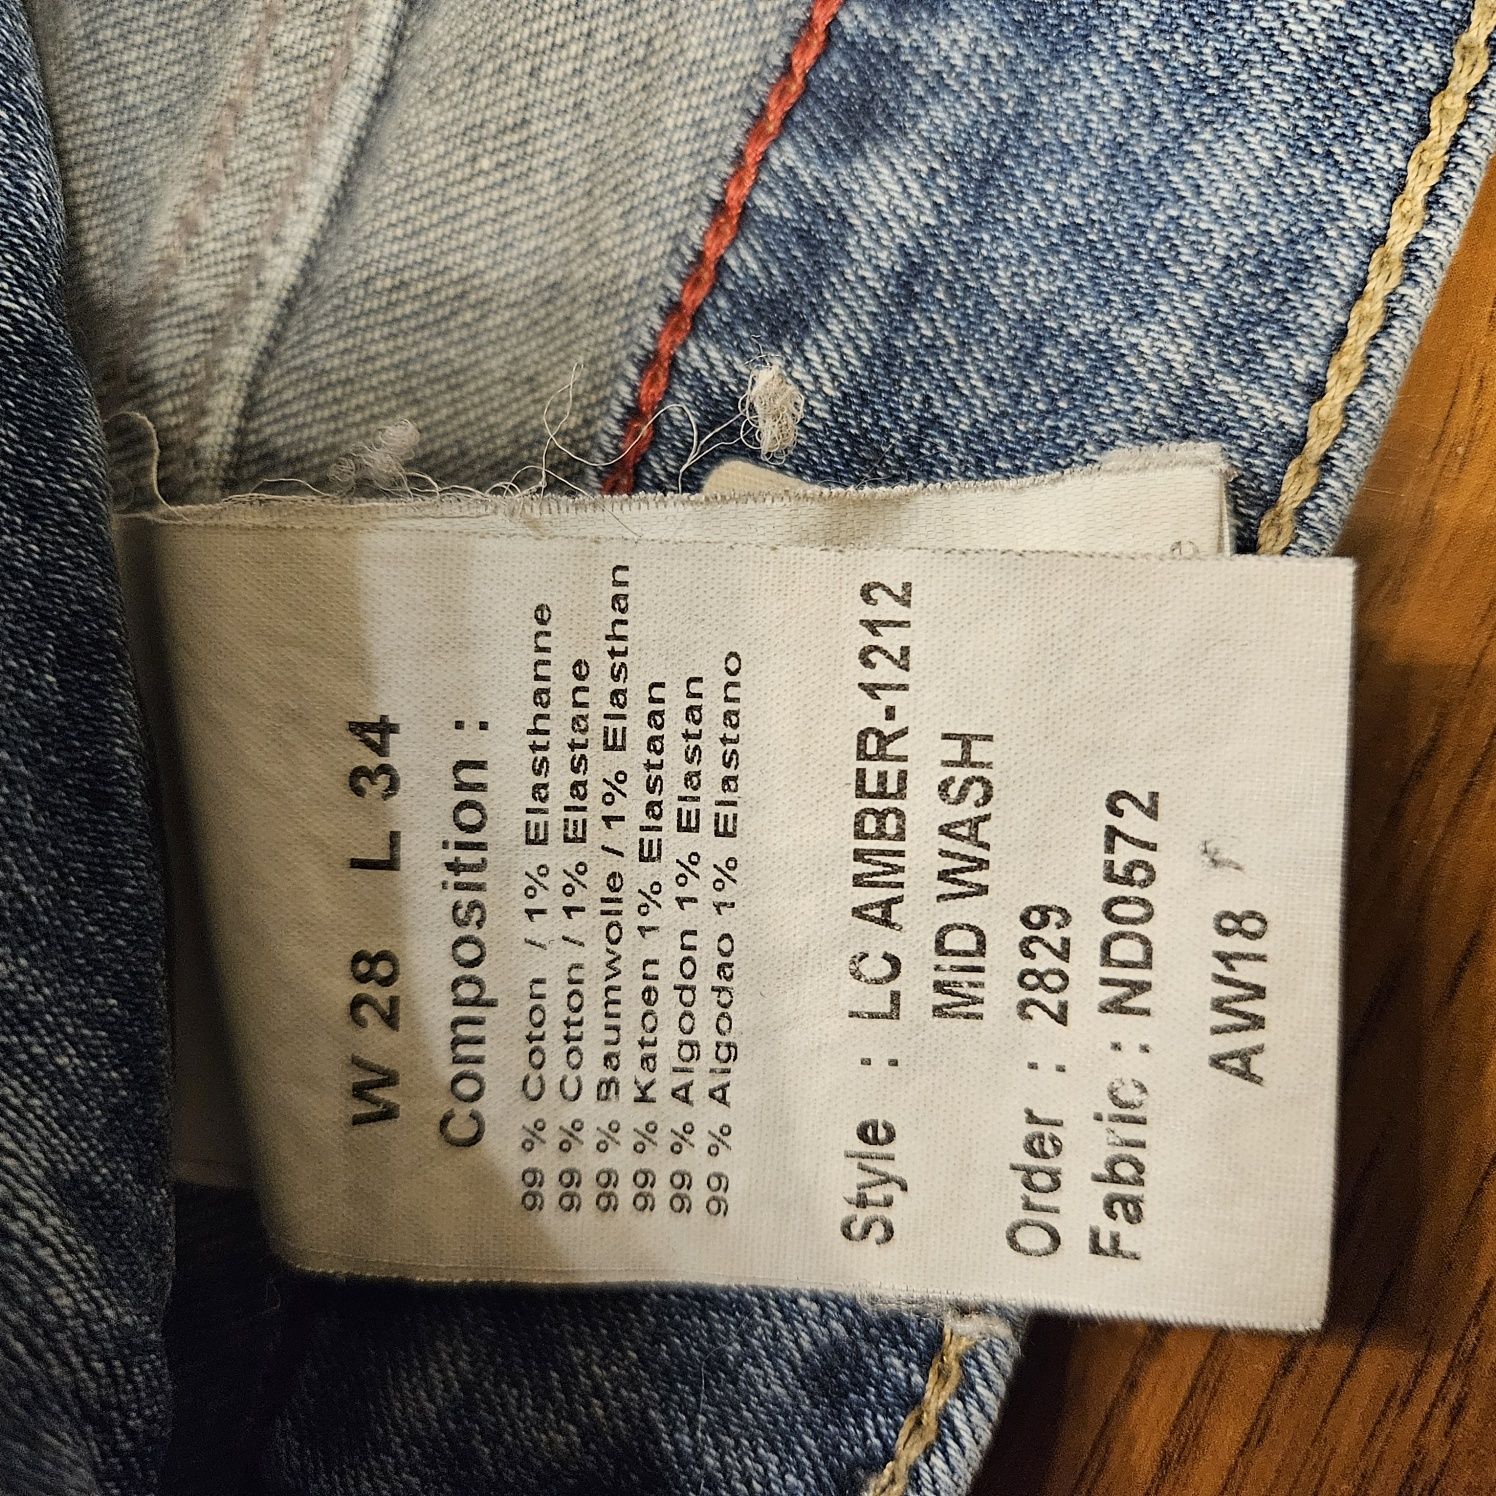 W 28 L 34
Composition :
99 % Coton / 1% Elasthanne
99 % Cotton / 1% Elastane
99 % Baumwolle / 1% Elasthan
99 % Katoen 1% Elastaan
99 % Algodon 1% Elastan
99 % Algodao 1% Elastano
Style : LC AMBER-1212
MID WASH
Order : 2829
Fabric : ND0572
AW18